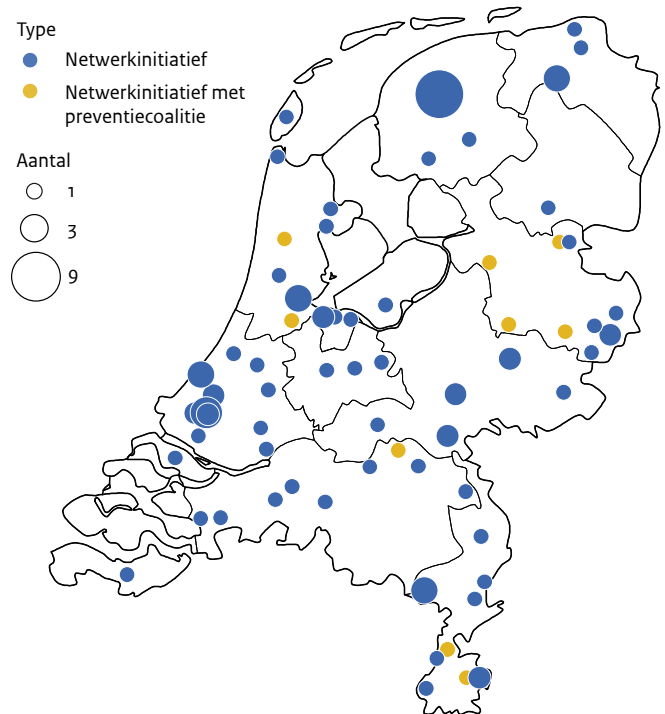 Type
Netwerkinitiatief
Netwerkinitiatief met
preventiecoalitie
Aantal
1
3
9